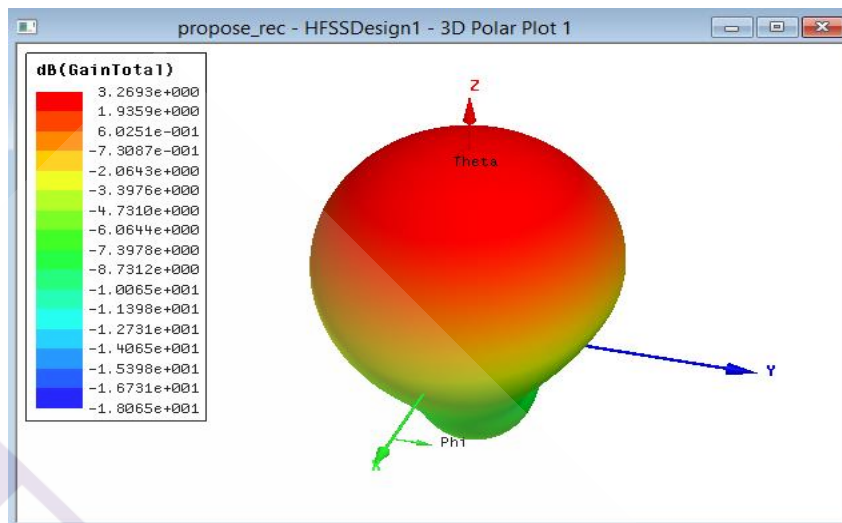 propose_rec - HFSSDesign1 - 3D Polar Plot 1
dB(GainTotal)
3.2693e+000
1.9359e+000
6.0251e-001
-7.3087e-001
-2.0643e+000
-3.3976e+000
-4.7310e+000
-6.0644e+000
-7.3978e+000
-8.7312e+000
-1.0065e+001
-1.1398e+001
-1.2731e+001
-1.4065e+001
-1.5398e+001
-1.6731e+001
-1.8065e+001
Z
Theta
Y
Phi
X